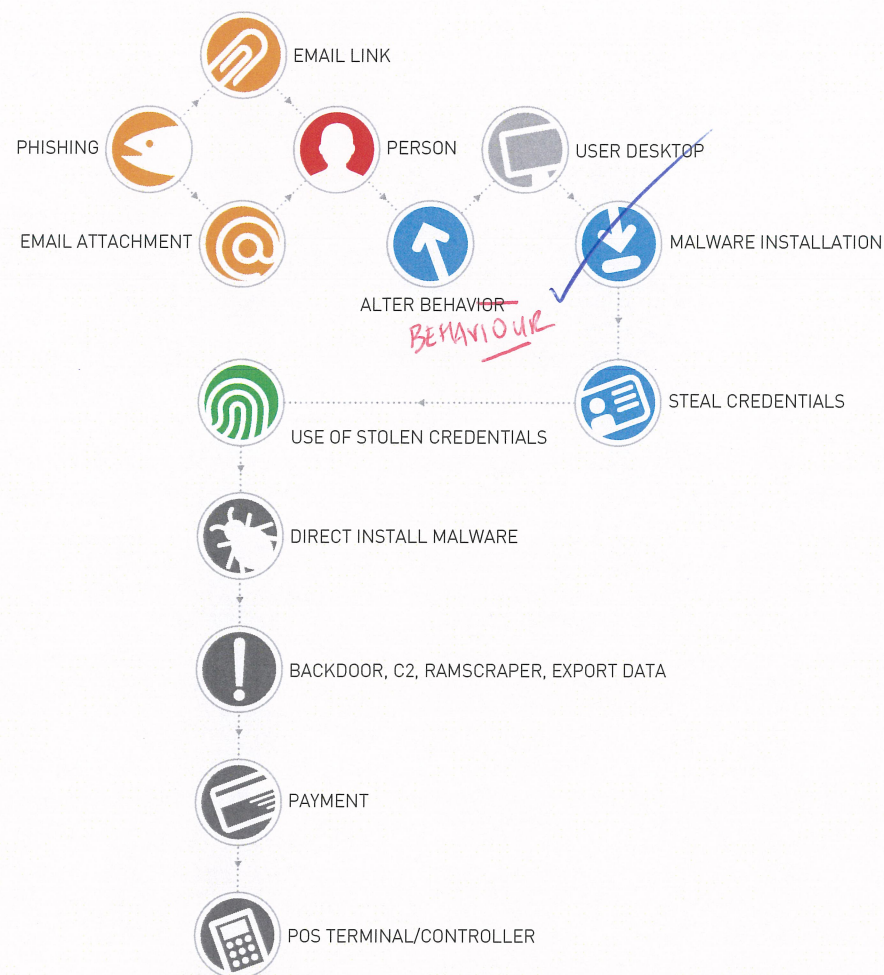 EMAIL LINK
PHISHING
PERSON
USER DESKTOP
EMAIL ATTACHMENT
MALWARE INSTALLATION
ALTER BEHAVIOR
BEHAVIOUR
STEAL CREDENTIALS
USE OF STOLEN CREDENTIALS
DIRECT INSTALL MALWARE
BACKDOOR, C2, RAMSCRAPER, EXPORT DATA
PAYMENT
POS TERMINAL/CONTROLLER